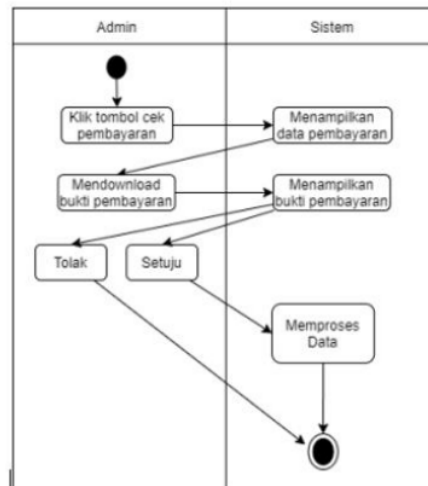 Admin
Sistem
Klik tombol cek
pembayaran
Menampilkan
data pembayaran
Mendownload
bukti pembayaran
Menampilkan
bukti pembayaran
Tolak
Setuju
Memproses
Data